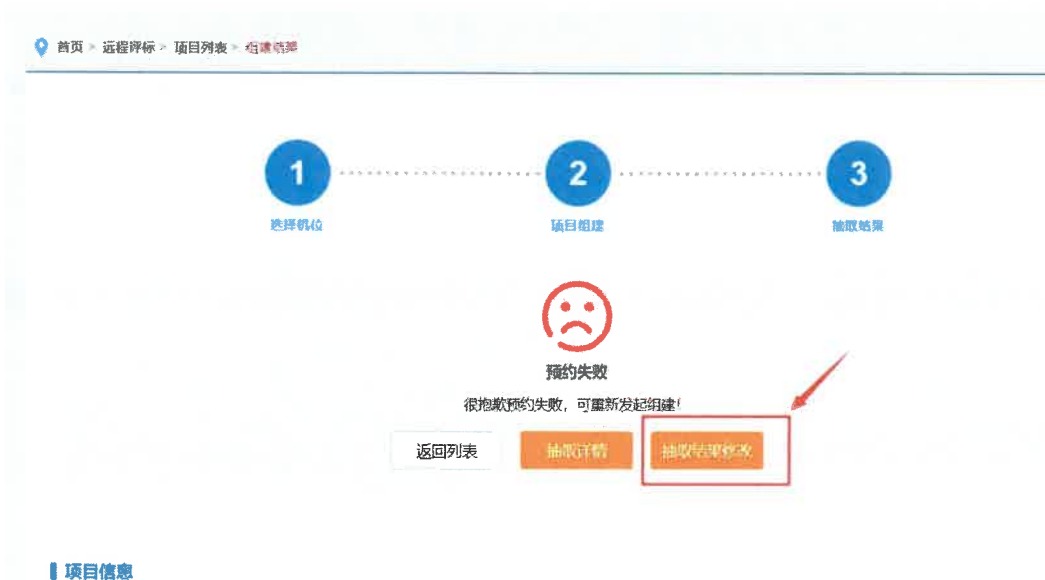 首页 > 远程评标 > 项目列表 > 组建结果
1
2
3
选择机位
项目组建
抽取结果
预约失败
很抱歉预约失败，可重新发起组建！
返回列表
抽取详情
抽取结果修改
项目信息